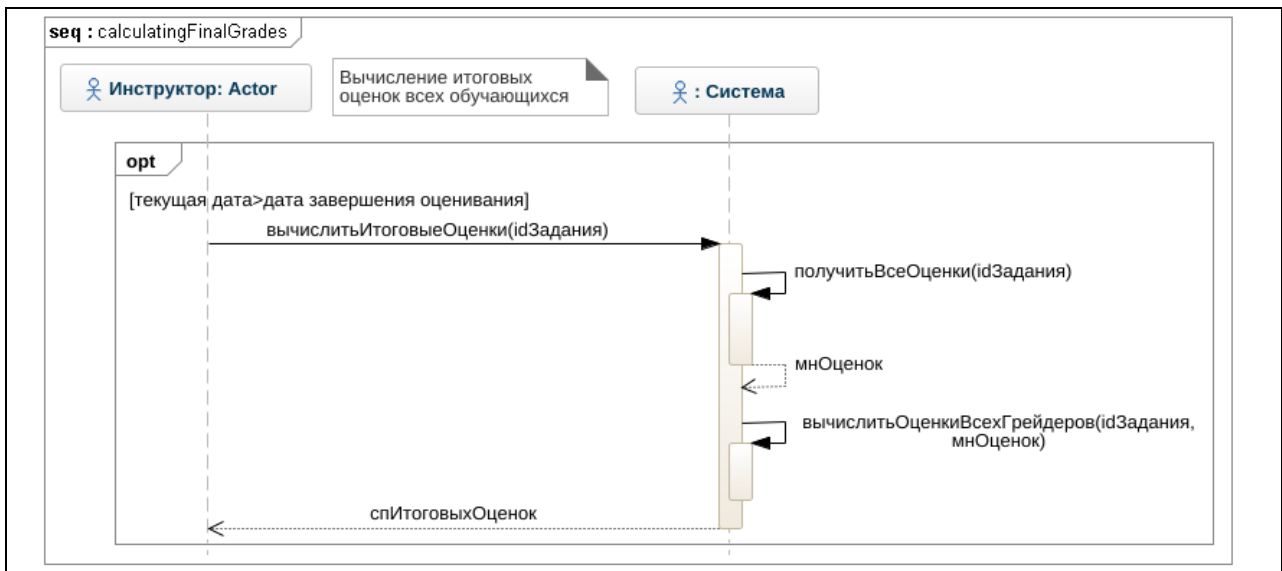 seq : calculatingFinalGrades
Инструктор: Actor
Вычисление итоговых
оценок всех обучающихся
: Система
opt
[текущая дата>дата завершения оценивания]
вычислитьИтоговыеОценки(idЗадания)
получитьВсеОценки(idЗадания)
мнОценок
вычислитьОценкиВсехГрейдеров(idЗадания,
мнОценок)
спИтоговыхОценок